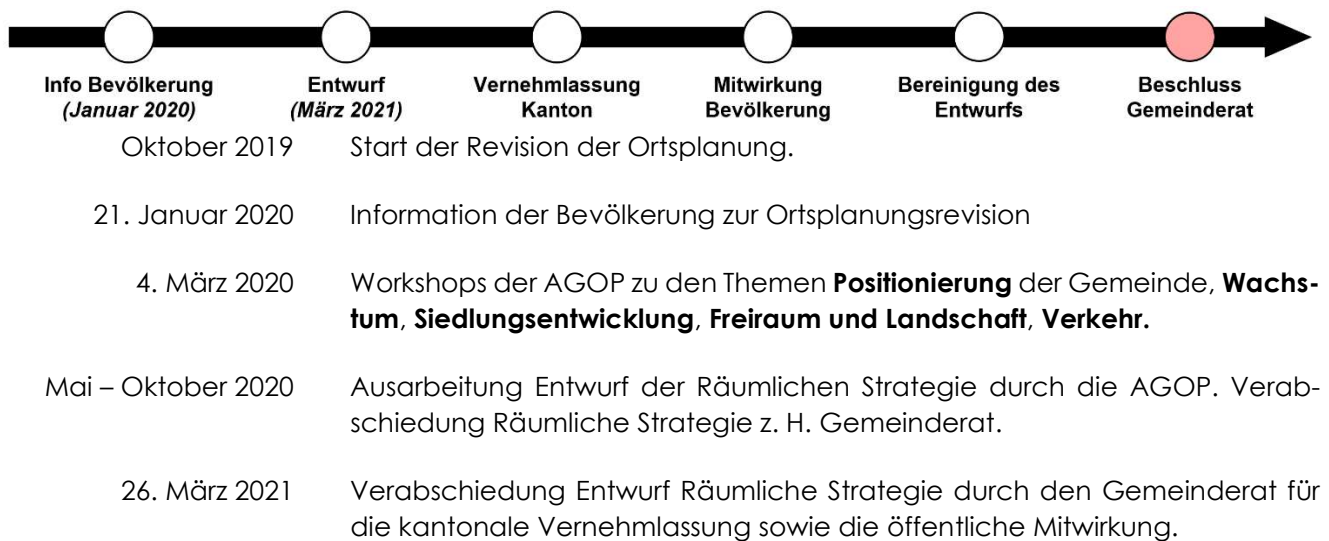 Info Bevölkerung Entwurf Vernehmlassung Mitwirkung Bereinigung des Beschluss
(Januar 2020) (März 2021) Kanton Bevölkerung Entwurfs Gemeinderat
Oktober 2019 Start der Revision der Ortsplanung.
21. Januar 2020 Information der Bevölkerung zur Ortsplanungsrevision
4. März 2020 Workshops der AGOP zu den Themen Positionierung der Gemeinde, Wachs-
tum, Siedlungsentwicklung, Freiraum und Landschaft, Verkehr.
Mai – Oktober 2020 Ausarbeitung Entwurf der Räumlichen Strategie durch die AGOP. Verab-
schiedung Räumliche Strategie z. H. Gemeinderat.
26. März 2021 Verabschiedung Entwurf Räumliche Strategie durch den Gemeinderat für
die kantonale Vernehmlassung sowie die öffentliche Mitwirkung.